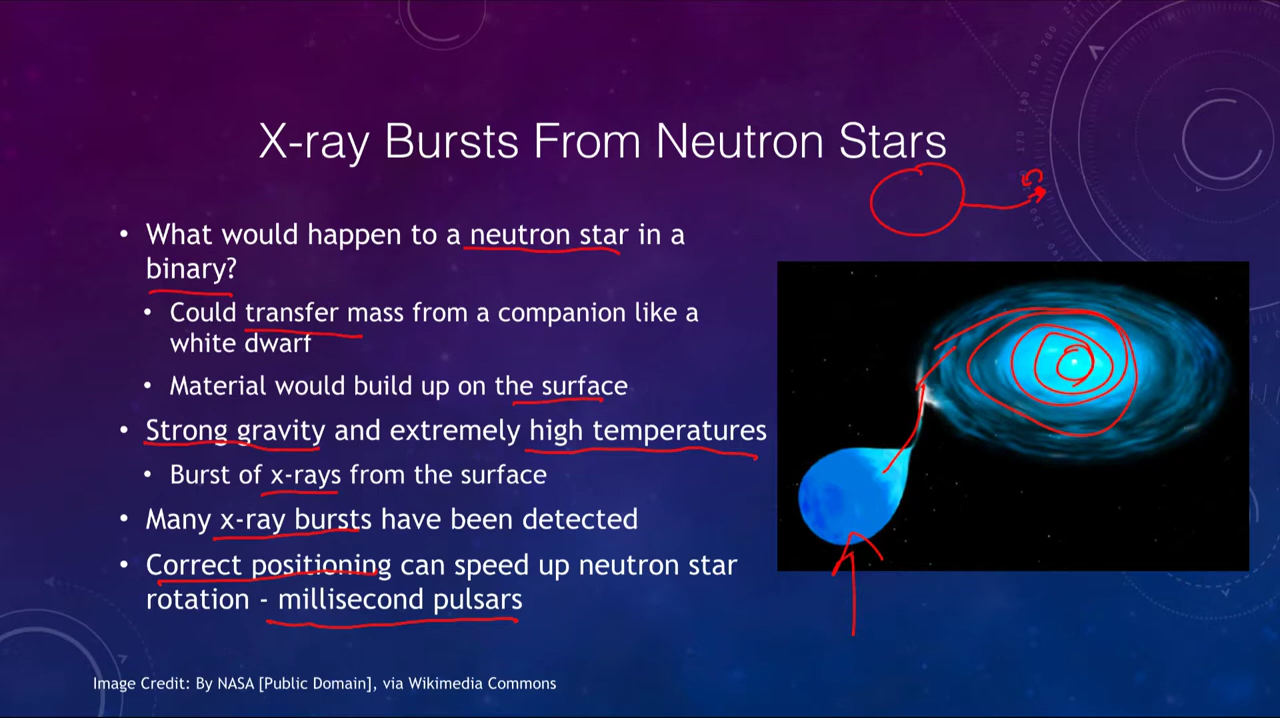 X-ray Bursts From Neutron Stars
• What would happen to a neutron star in a
binary?
• Could transfer mass from a companion like a
white dwarf
• Material would build up on the surface
• Strong gravity and extremely high temperatures
• Burst of x-rays from the surface
• Many x-ray bursts have been detected
• Correct positioning can speed up neutron star
rotation - millisecond pulsars
Image Credit: By NASA [Public Domain], via Wikimedia Commons